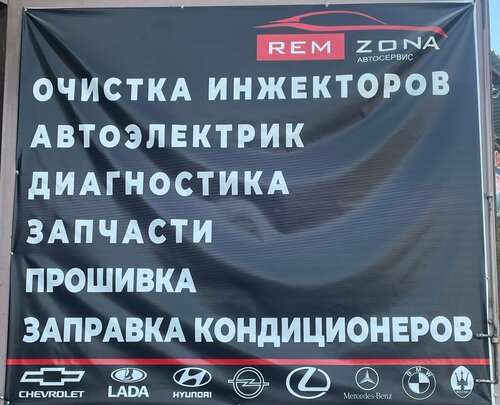 REM ZONA
АВТОСЕРВИС
ОЧИСТКА ИНЖЕКТОРОВ
АВТОЭЛЕКТРИК
ДИАГНОСТИКА
ЗАПЧАСТИ
ПРОШИВКА
ЗАПРАВКА КОНДИЦИОНЕРОВ
CHEVROLET LADA HYUNDAI Mercedes-Benz